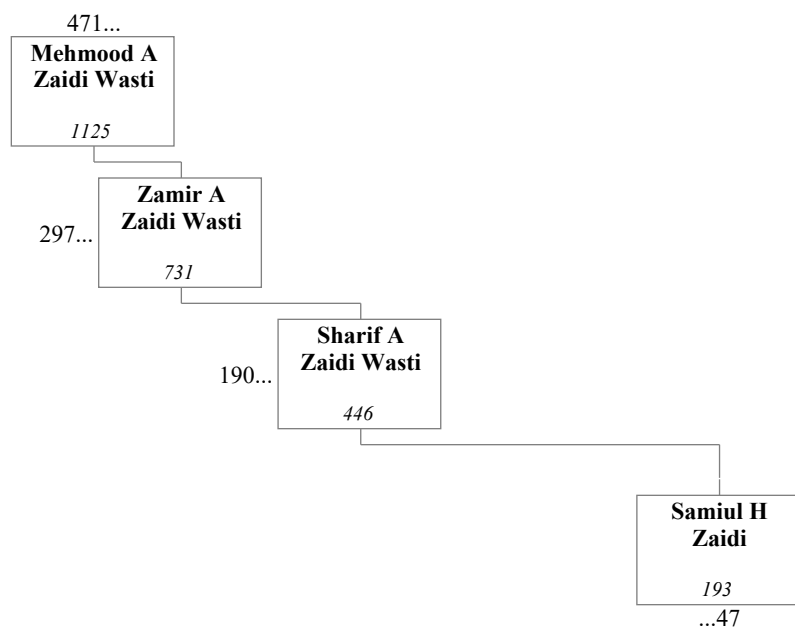 471...
Mehmood A
Zaidi Wasti
1125
Zamir A
Zaidi Wasti
297...
731
Sharif A
Zaidi Wasti
190...
446
Samiul H
Zaidi
193
...47